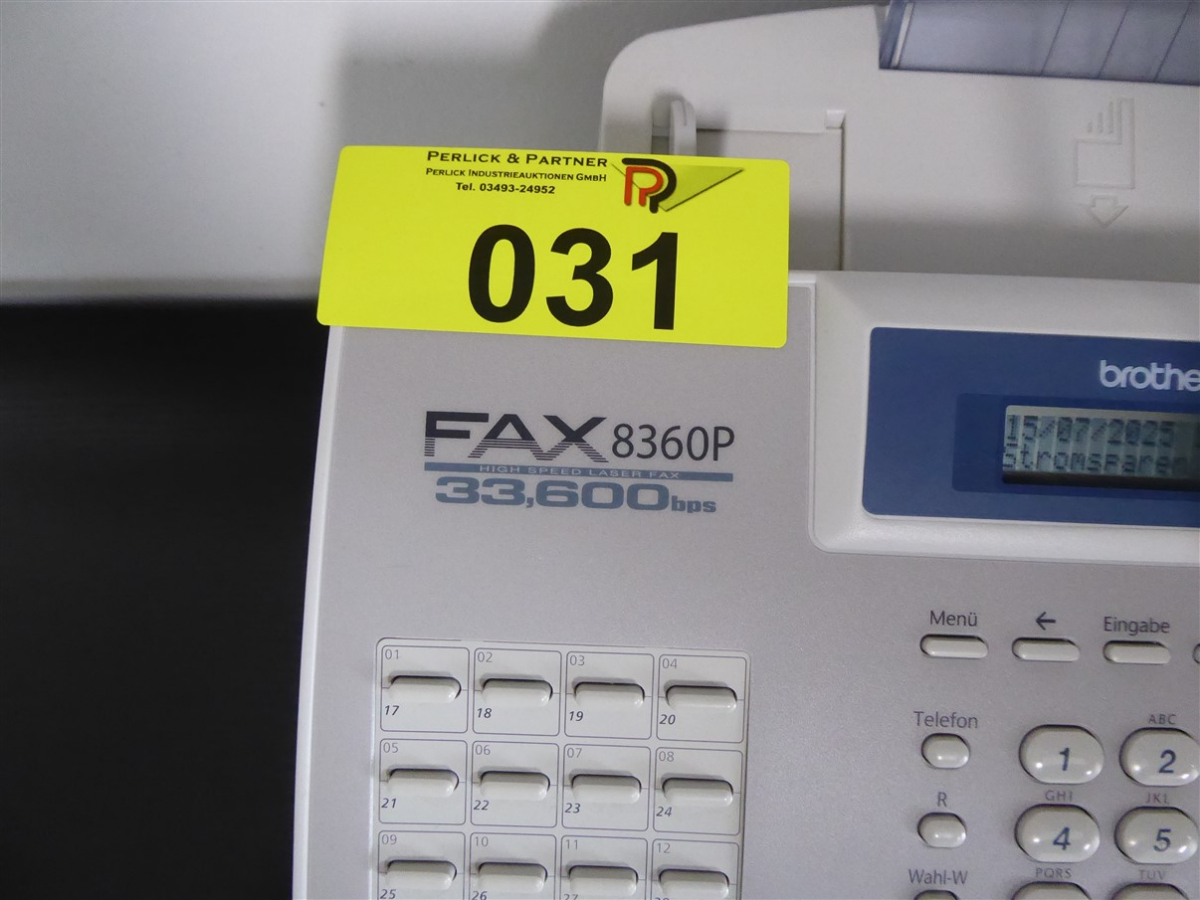 PERLICK & PARTNER
PERLICK INDUSTRIEAUKTIONEN GMBH
Tel. 03493-24952
031
brothe
15/07/2025
Stromsparen
FAX 8360P
HIGH SPEED LASER FAX
33,600bps
Menü
←
Eingabe
01 02 03 04
17 18 19 20
05 06 07 08
21 22 23 24
09 10 11 12
25 26 27
Telefon
R
Wahl-W
1
ABC
2
GHI
4
JKL
5
PQRS
TUV